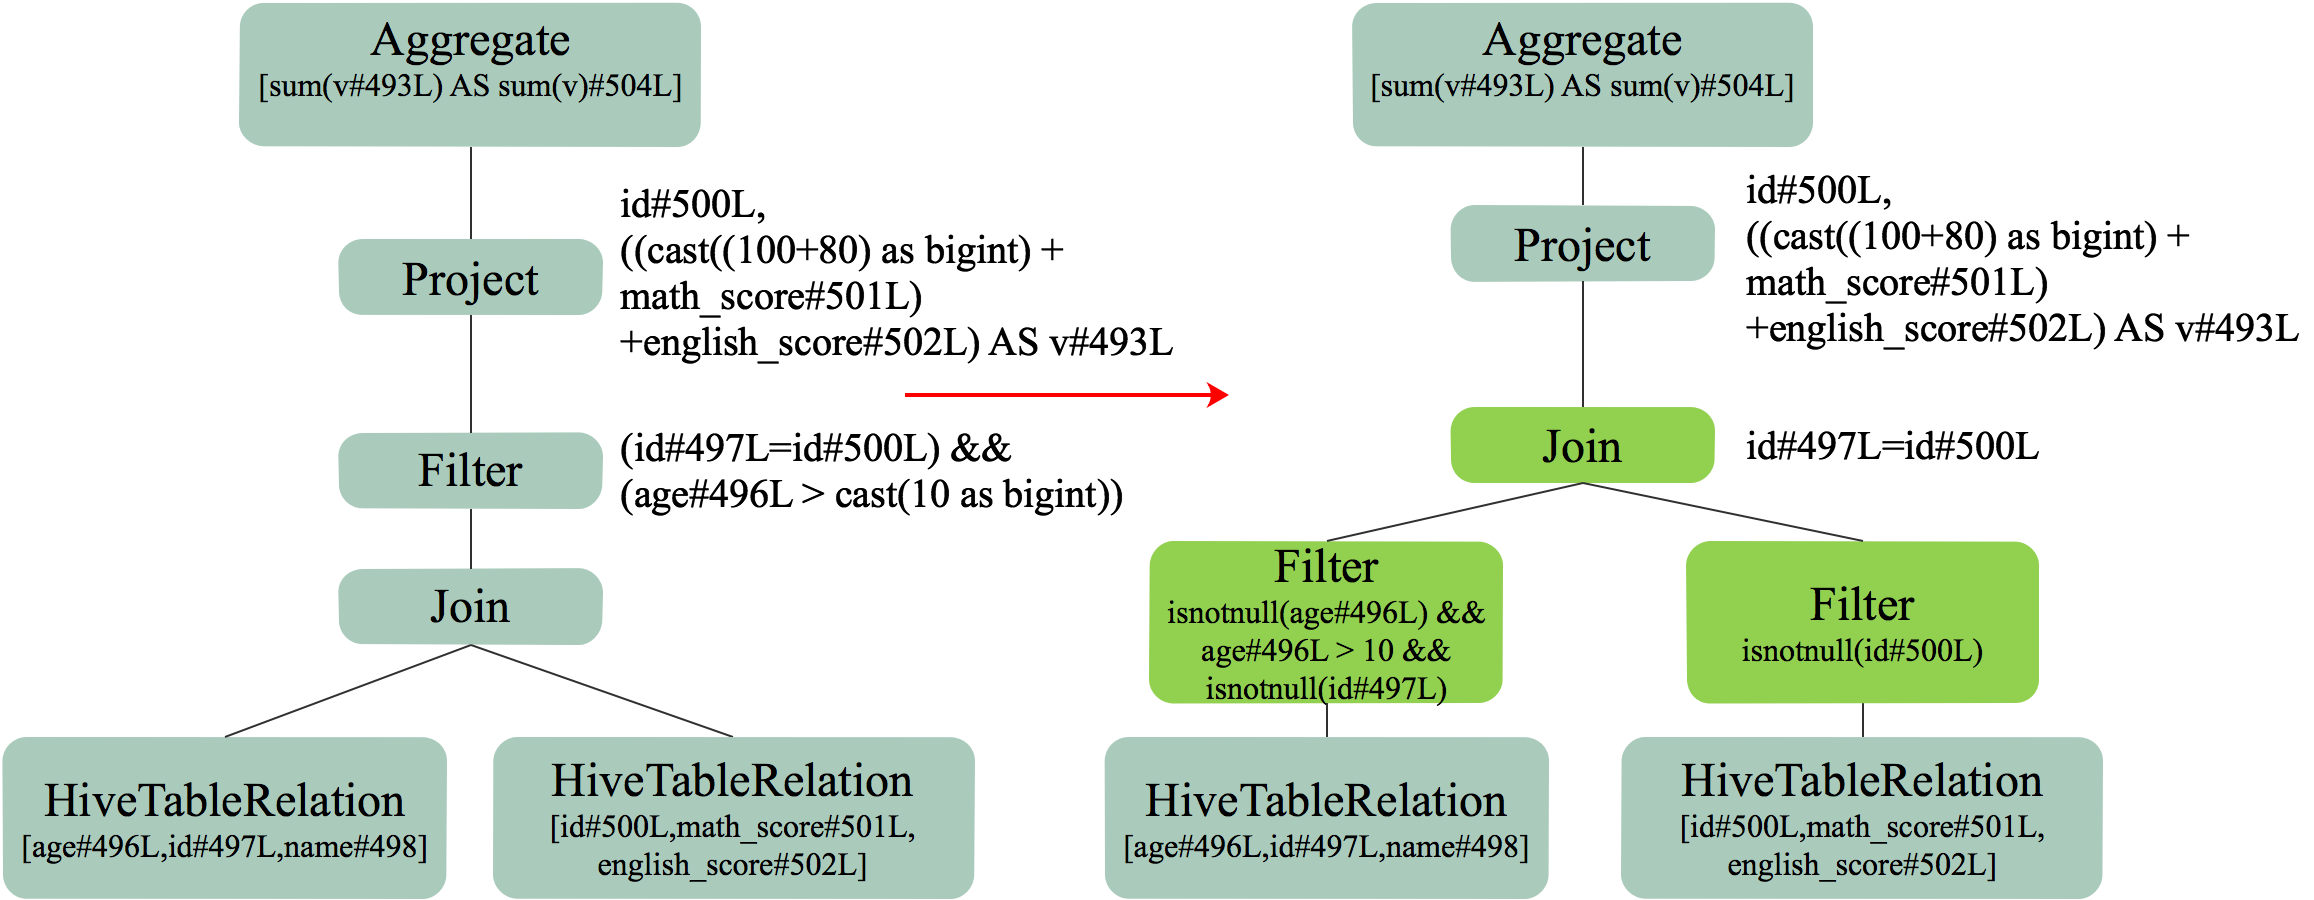 Aggregate
[sum(v#493L) AS sum(v)#504L]
Project
id#500L,
((cast((100+80) as bigint) +
math_score#501L)
+english_score#502L) AS v#493L
Filter
(id#497L=id#500L) &&
(age#496L > cast(10 as bigint))
Join
HiveTableRelation
[age#496L,id#497L,name#498]
HiveTableRelation
[id#500L,math_score#501L,
english_score#502L]
Aggregate
[sum(v#493L) AS sum(v)#504L]
Project
id#500L,
((cast((100+80) as bigint) +
math_score#501L)
+english_score#502L) AS v#493L
Join
id#497L=id#500L
Filter
isnotnull(age#496L) &&
age#496L > 10 &&
isnotnull(id#497L)
Filter
isnotnull(id#500L)
HiveTableRelation
[age#496L,id#497L,name#498]
HiveTableRelation
[id#500L,math_score#501L,
english_score#502L]